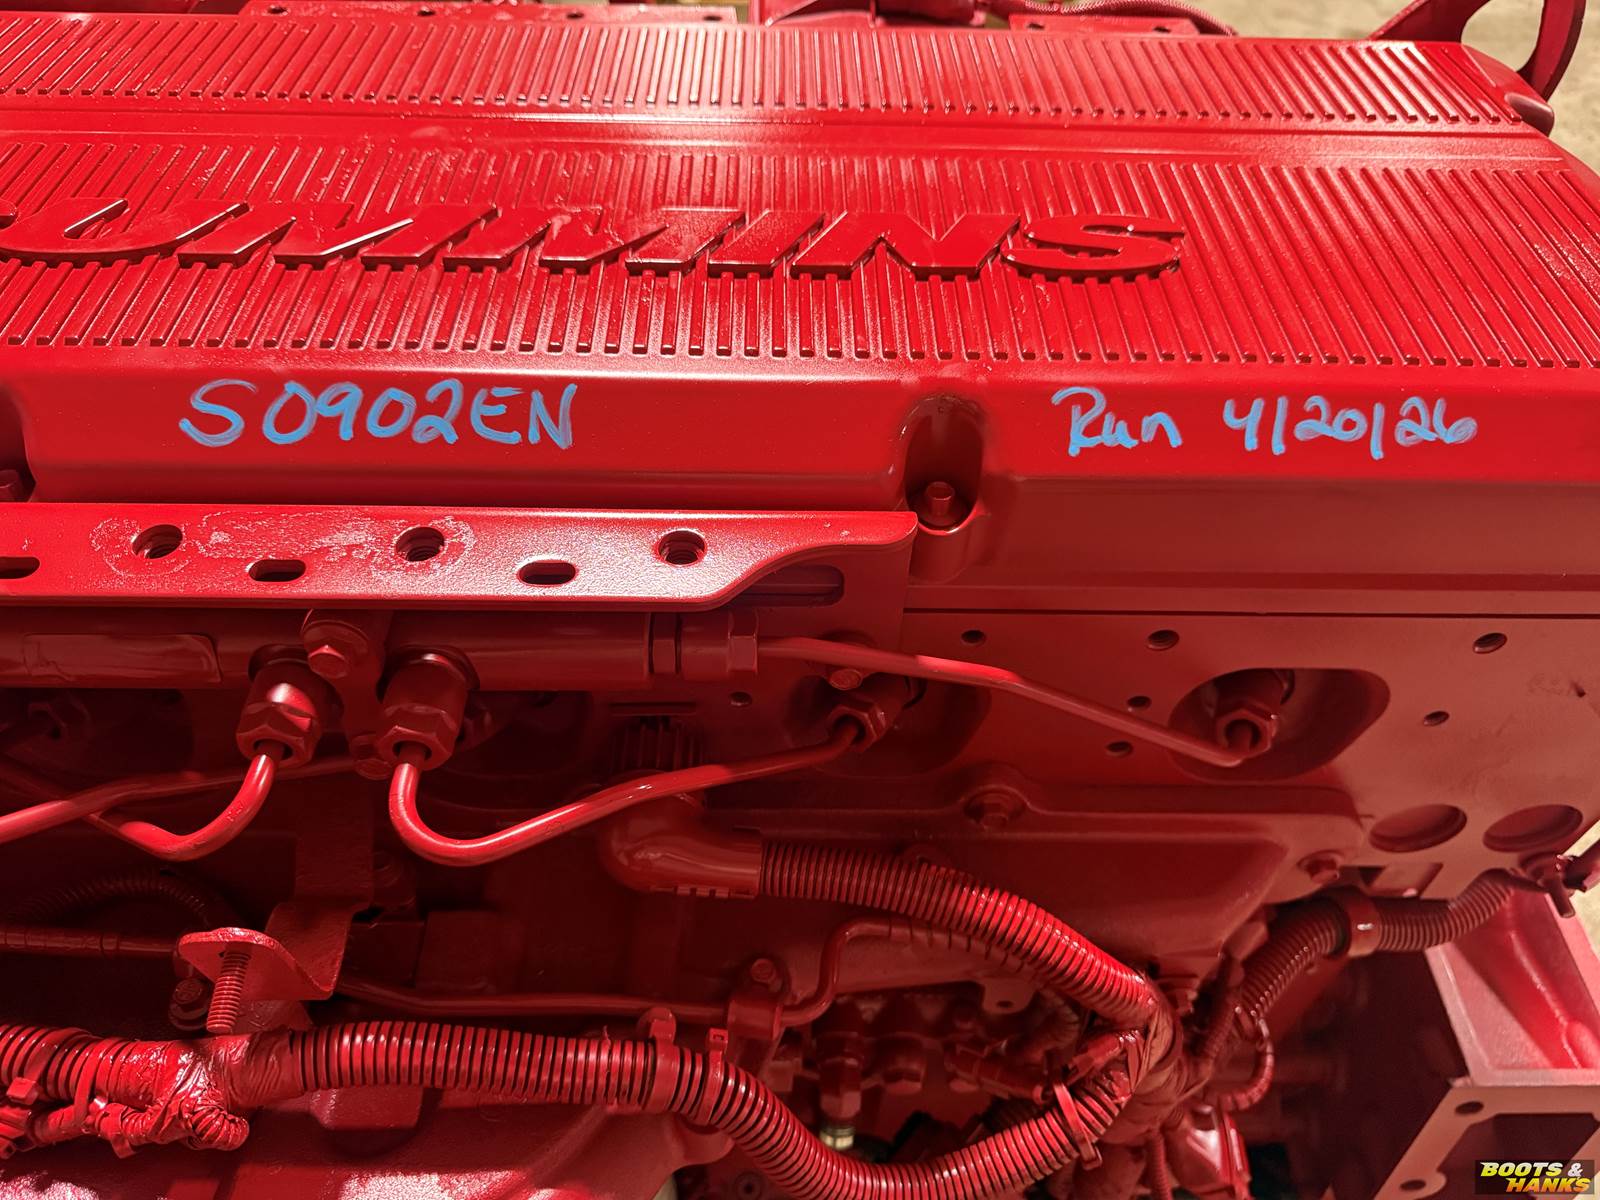 CUMMINS
S0902EN Run 4/20/26
BOOTS &
HANKS